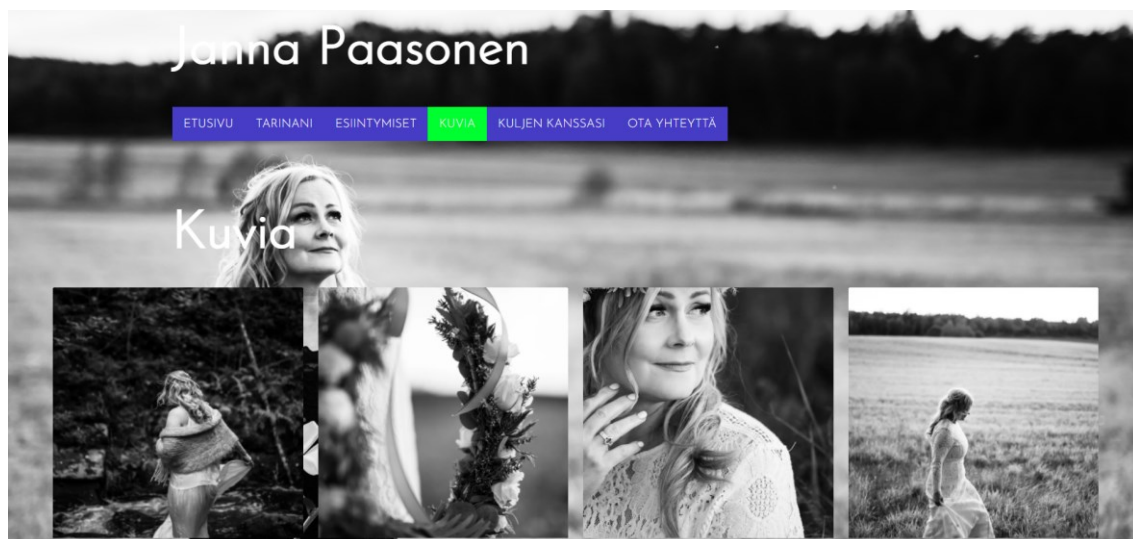 Janna Paasonen
ETUSIVU TARINANI ESIINTYMISET KUVIA KULJEN KANSSASI OTA YHTEYTTÄ
Kuvia